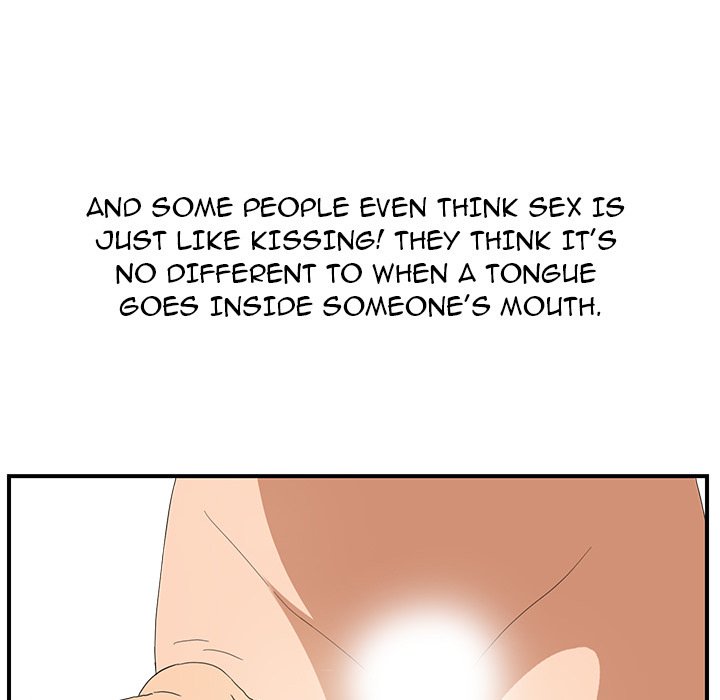 AND SOME PEOPLE EVEN THINK SEX IS
JUST LIKE KISSING! THEY THINK IT'S
NO DIFFERENT TO WHEN A TONGUE
GOES INSIDE SOMEONE'S MOUTH.